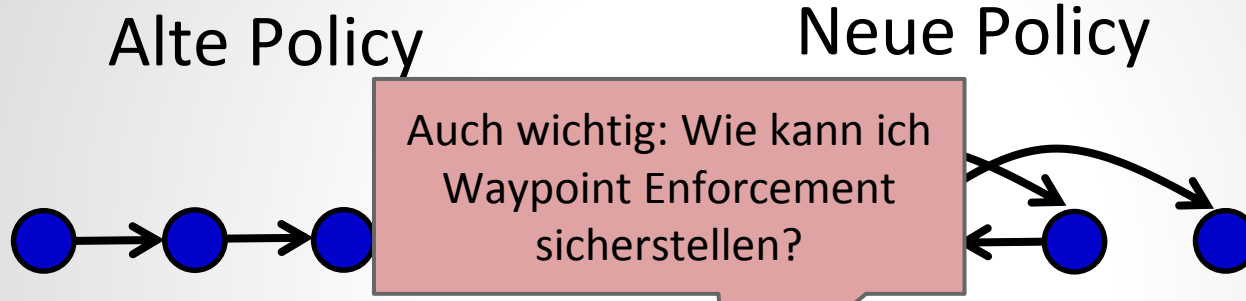 Alte Policy
Neue Policy
Auch wichtig: Wie kann ich
Waypoint Enforcement
sicherstellen?